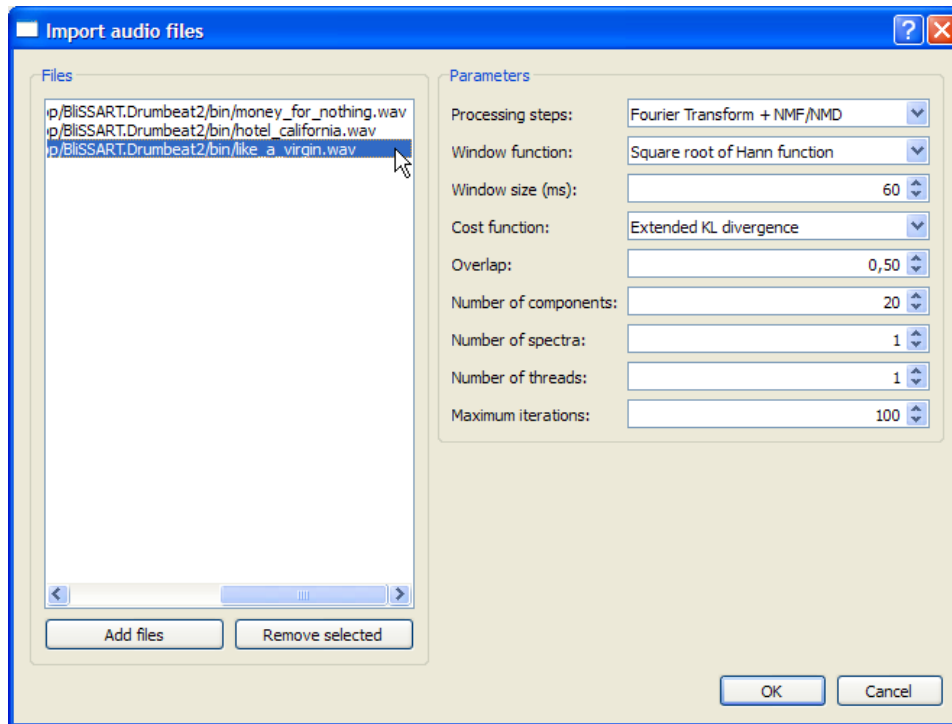 Import audio files
Files
p/BliSSART.Drumbeat2/bin/money_for_nothing.wav
p/BliSSART.Drumbeat2/bin/hotel_california.wav
p/BliSSART.Drumbeat2/bin/like_a_virgin.wav
Add files Remove selected
Parameters
Processing steps: Fourier Transform + NMF/NMD
Window function: Square root of Hann function
Window size (ms): 60
Cost function: Extended KL divergence
Overlap: 0,50
Number of components: 20
Number of spectra: 1
Number of threads: 1
Maximum iterations: 100
OK Cancel